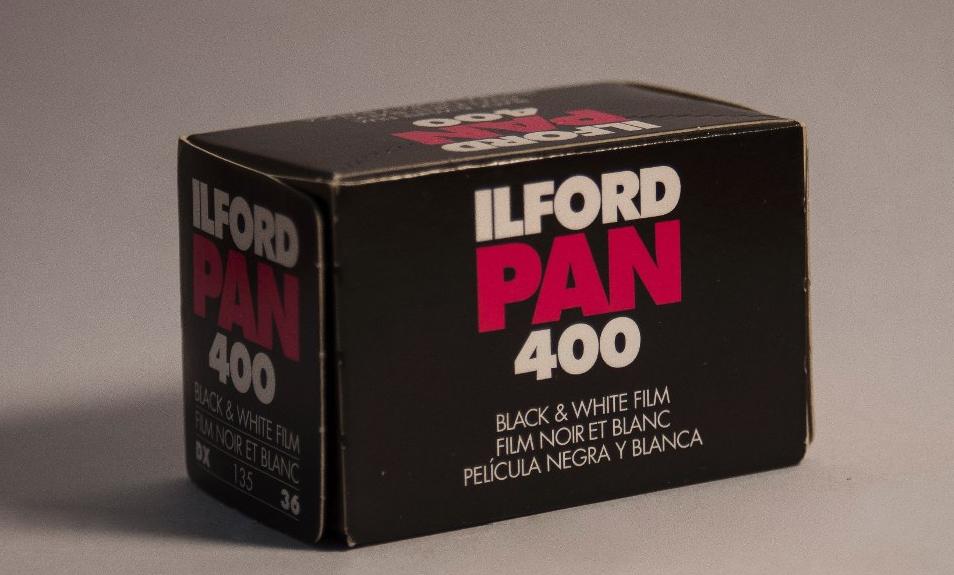 ILFORD
PAN
400
ILFORD
PAN
400
BLACK & WHITE FILM
FILM NOIR ET BLANC
DX 135 36
ILFORD
PAN
400
BLACK & WHITE FILM
FILM NOIR ET BLANC
PELÍCULA NEGRA Y BLANCA